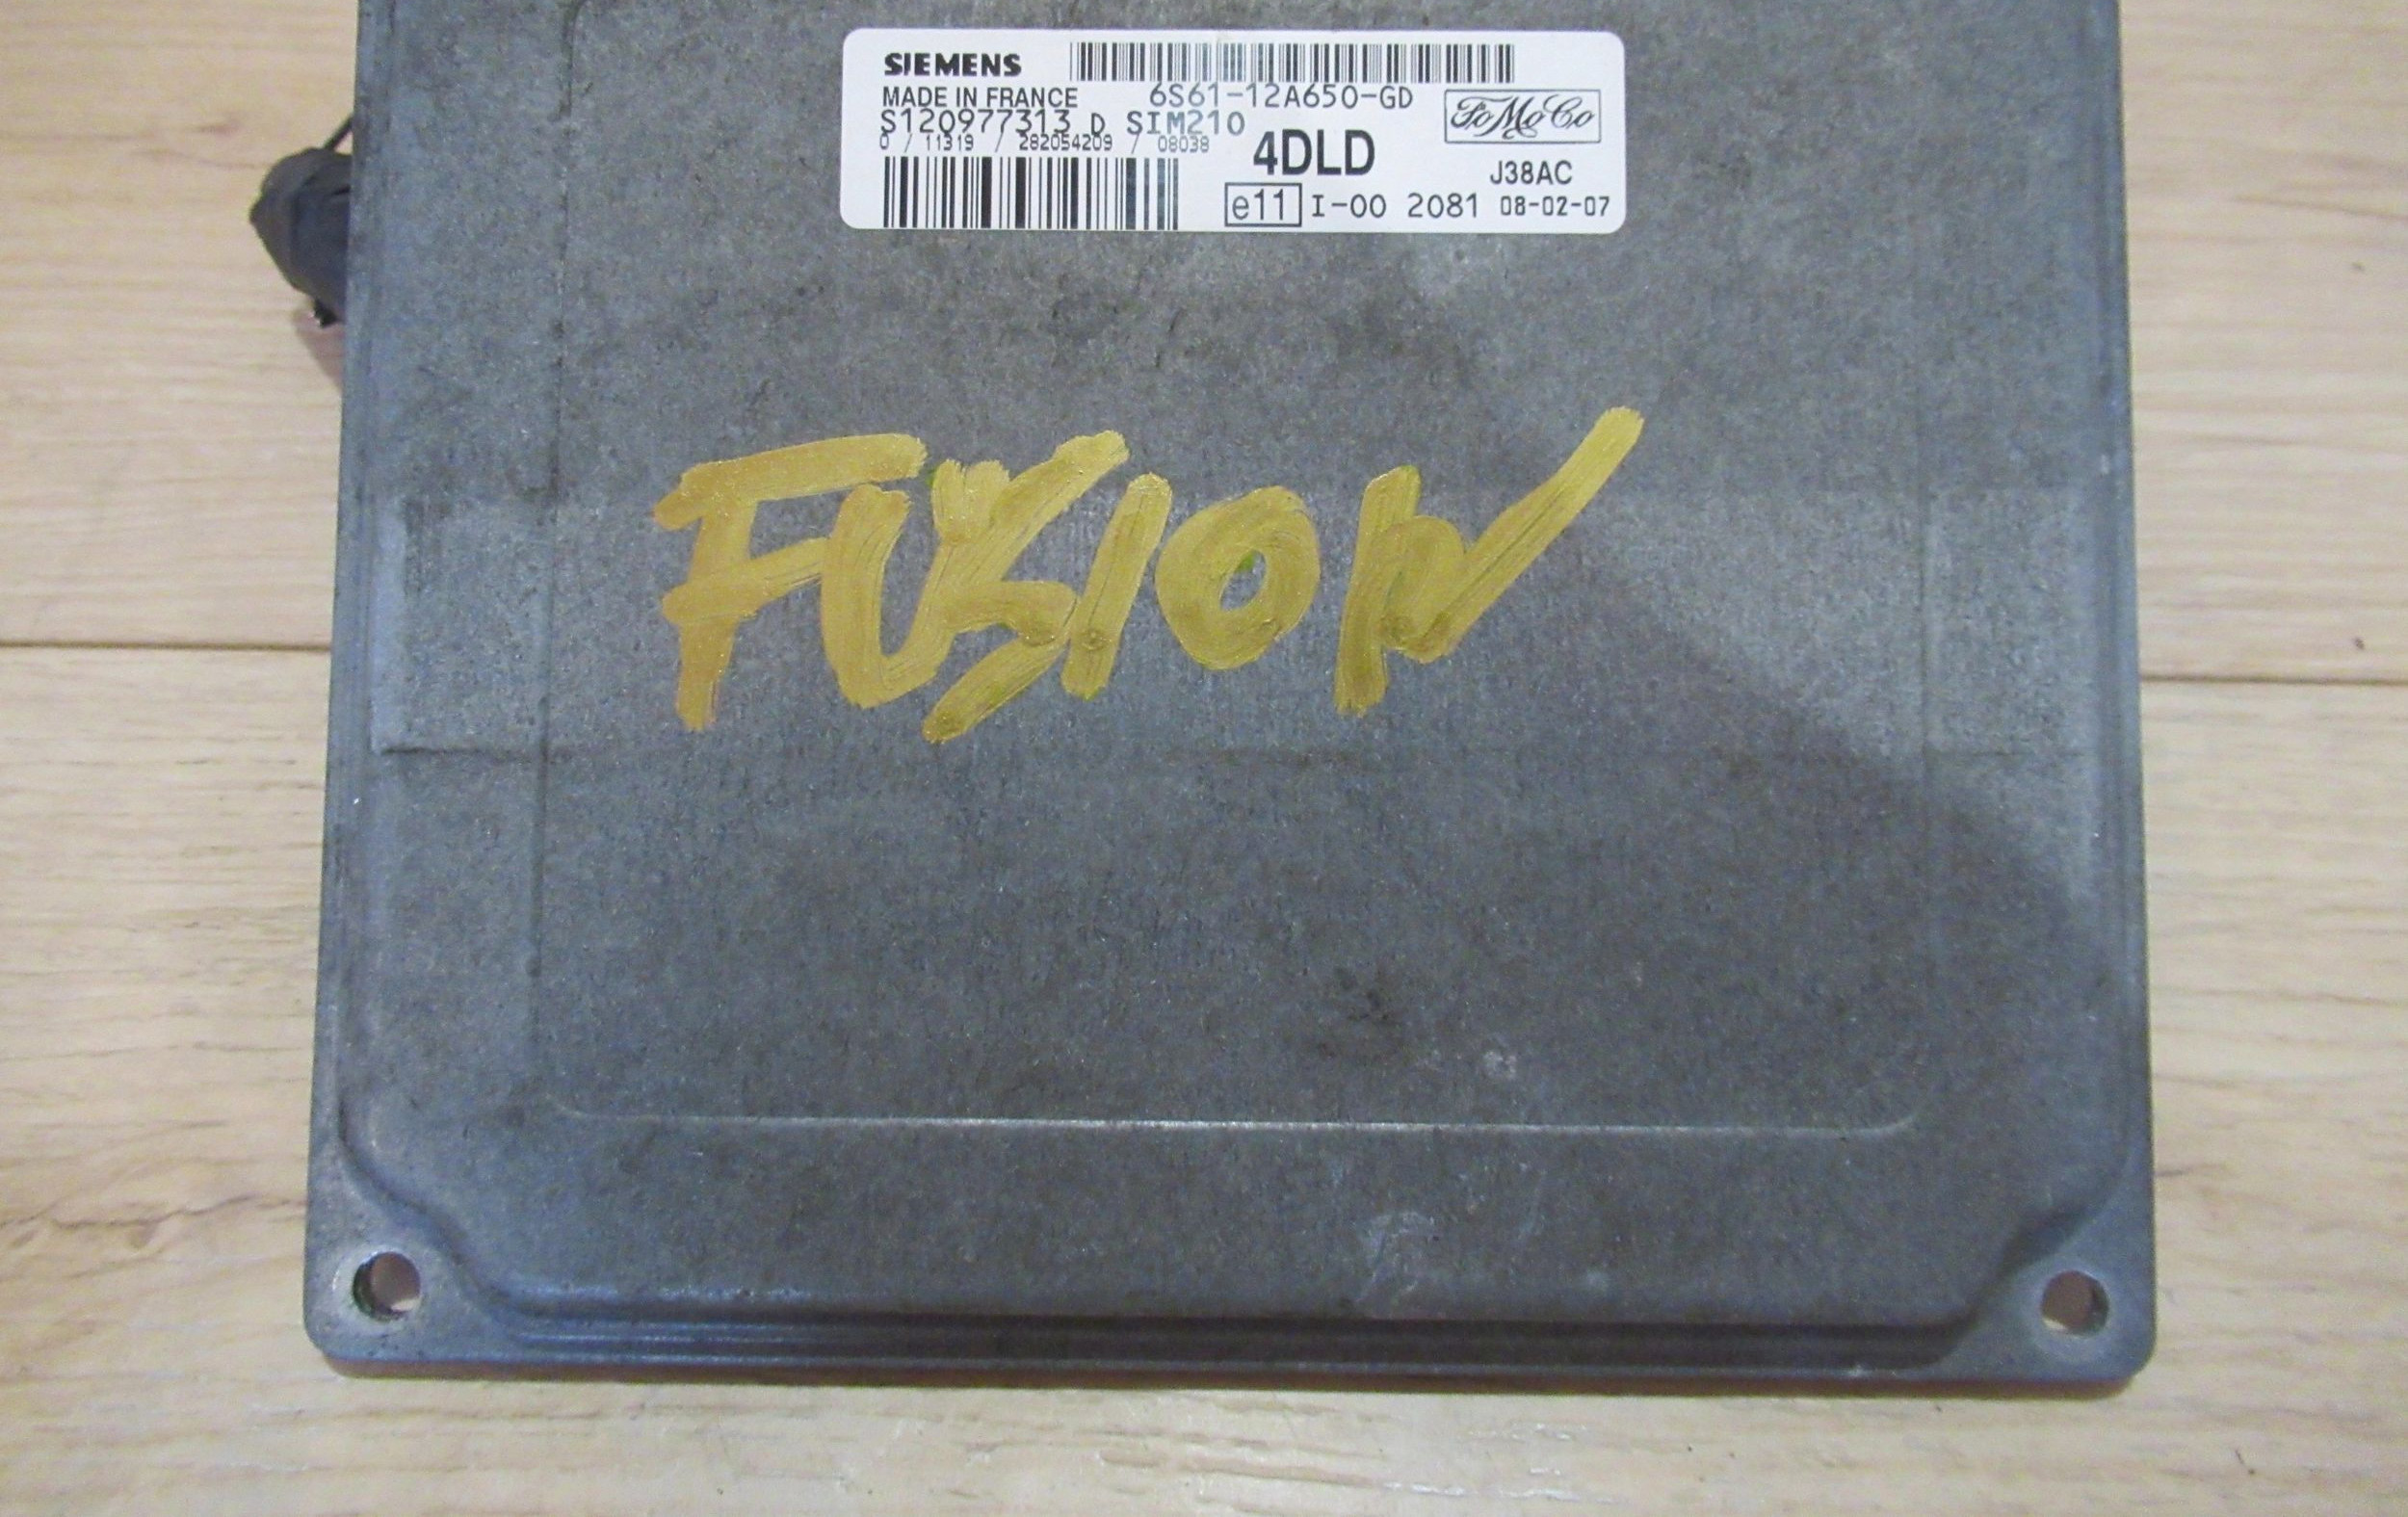 SIEMENS
MADE IN FRANCE 6S61-12A650-GD
S120977313 D SIM210
FoMoCo
0 / 11319 / 282054209 / 08038
4DLD
J38AC
e11 I-00 2081 08-02-07
FUSION